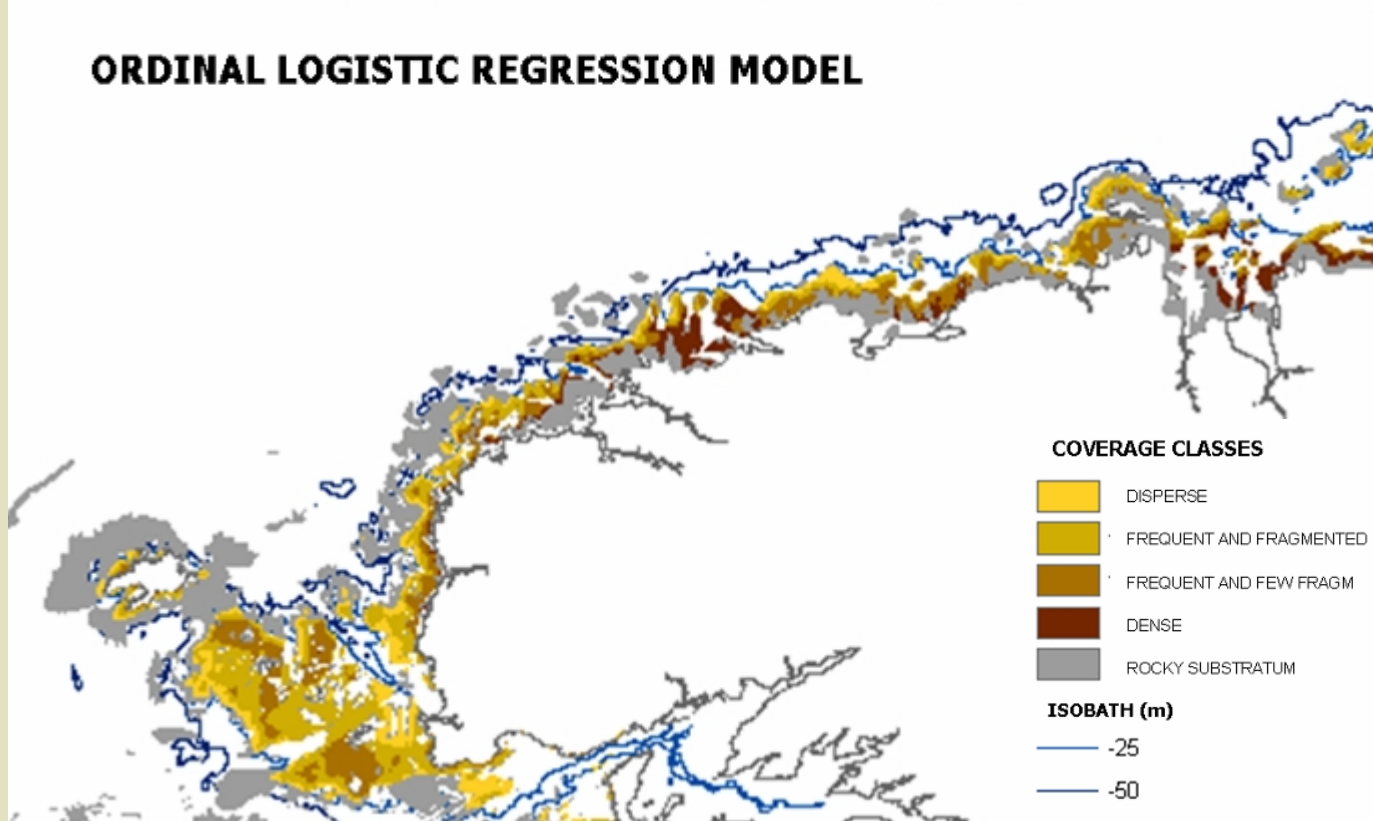 ORDINAL LOGISTIC REGRESSION MODEL
COVERAGE CLASSES
DISPERSE
FREQUENT AND FRAGMENTED
FREQUENT AND FEW FRAGM
DENSE
ROCKY SUBSTRATUM
ISOBATH (m)
-25
-50